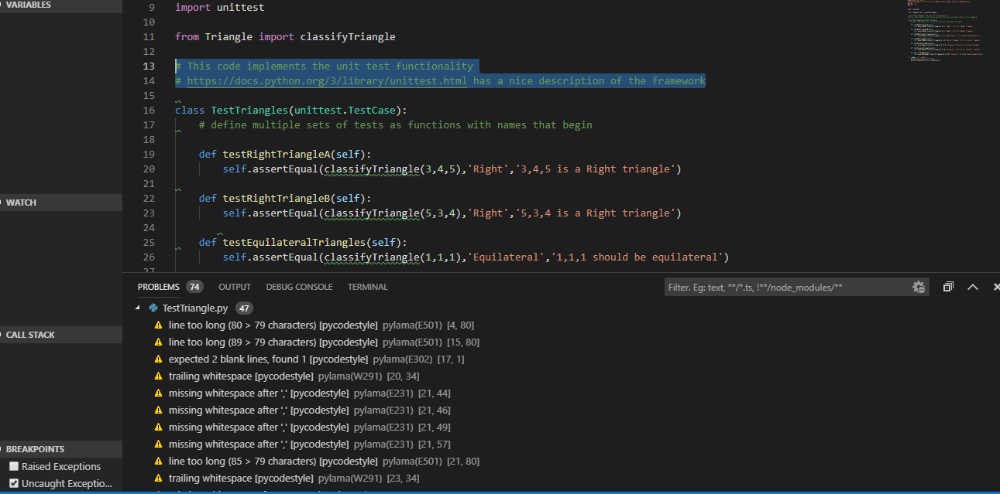 VARIABLES
WATCH
CALL STACK
BREAKPOINTS
Raised Exceptions
Uncaught Exceptio...
9 import unittest
10
11 from Triangle import classifyTriangle
12
13 # This code implements the unit test functionality
14 # https://docs.python.org/3/library/unittest.html has a nice description of the framework
15
16 class TestTriangles(unittest.TestCase):
17 # define multiple sets of tests as functions with names that begin
18
19 def testRightTriangleA(self):
20 self.assertEqual(classifyTriangle(3,4,5),'Right','3,4,5 is a Right triangle')
21
22 def testRightTriangleB(self):
23 self.assertEqual(classifyTriangle(5,3,4),'Right','5,3,4 is a Right triangle')
24
25 def testEquilateralTriangles(self):
26 self.assertEqual(classifyTriangle(1,1,1),'Equilateral','1,1,1 should be equilateral')
27
PROBLEMS 74 OUTPUT DEBUG CONSOLE TERMINAL Filter. Eg: text, **/*.ts, !**/node_modules/**
TestTriangle.py 47
line too long (80 > 79 characters) [pycodestyle] pylama(E501) [4, 80]
line too long (89 > 79 characters) [pycodestyle] pylama(E501) [15, 80]
expected 2 blank lines, found 1 [pycodestyle] pylama(E302) [17, 1]
trailing whitespace [pycodestyle] pylama(W291) [20, 34]
missing whitespace after ',' [pycodestyle] pylama(E231) [21, 44]
missing whitespace after ',' [pycodestyle] pylama(E231) [21, 46]
missing whitespace after ',' [pycodestyle] pylama(E231) [21, 49]
missing whitespace after ',' [pycodestyle] pylama(E231) [21, 57]
line too long (85 > 79 characters) [pycodestyle] pylama(E501) [21, 80]
trailing whitespace [pycodestyle] pylama(W291) [23, 34]